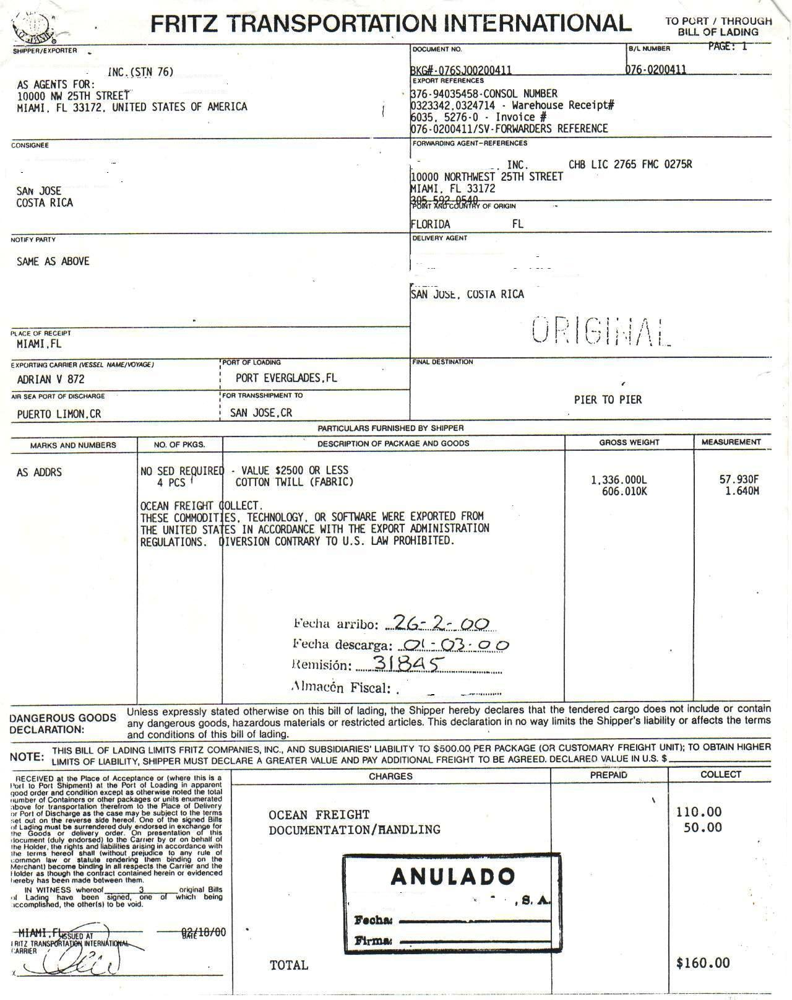 FRITZ TRANSPORTATION INTERNATIONAL
TO PORT / THROUGH
BILL OF LADING
PAGE: 1
SHIPPER/EXPORTER
INC.(STN 76)
AS AGENTS FOR:
10000 NW 25TH STREET
MIAMI, FL 33172, UNITED STATES OF AMERICA
DOCUMENT NO.
BKG#-076SJ00200411
B/L NUMBER
076-0200411
EXPORT REFERENCES
376-94035458-CONSOL NUMBER
0323342,0324714 - Warehouse Receipt#
6035, 5276-0 - Invoice #
076-0200411/SV-FORWARDERS REFERENCE
CONSIGNEE
SAN JOSE
COSTA RICA
FORWARDING AGENT-REFERENCES
INC. CHB LIC 2765 FMC 0275R
10000 NORTHWEST 25TH STREET
MIAMI, FL 33172
305-592-0540
POINT AND COUNTRY OF ORIGIN
FLORIDA FL
NOTIFY PARTY
SAME AS ABOVE
DELIVERY AGENT
SAN JOSE, COSTA RICA
ORIGINAL
PLACE OF RECEIPT
MIAMI,FL
EXPORTING CARRIER (VESSEL NAME/VOYAGE)
ADRIAN V 872
PORT OF LOADING
PORT EVERGLADES,FL
FINAL DESTINATION
PIER TO PIER
AIR SEA PORT OF DISCHARGE
PUERTO LIMON,CR
FOR TRANSSHIPMENT TO
SAN JOSE,CR
PARTICULARS FURNISHED BY SHIPPER
MARKS AND NUMBERS NO. OF PKGS. DESCRIPTION OF PACKAGE AND GOODS GROSS WEIGHT MEASUREMENT
AS ADDRS NO SED REQUIRED - VALUE $2500 OR LESS
4 PCS COTTON TWILL (FABRIC) 1,336.000L 57.930F
606.010K 1.640M
OCEAN FREIGHT COLLECT.
THESE COMMODITIES, TECHNOLOGY, OR SOFTWARE WERE EXPORTED FROM
THE UNITED STATES IN ACCORDANCE WITH THE EXPORT ADMINISTRATION
REGULATIONS. DIVERSION CONTRARY TO U.S. LAW PROHIBITED.
Fecha arribo: 26-2-00
Fecha descarga: 01-03-00
Remisión: 31845
Almacén Fiscal:
DANGEROUS GOODS DECLARATION:
Unless expressly stated otherwise on this bill of lading, the Shipper hereby declares that the tendered cargo does not include or contain
any dangerous goods, hazardous materials or restricted articles. This declaration in no way limits the Shipper's liability or affects the terms
and conditions of this bill of lading.
NOTE: THIS BILL OF LADING LIMITS FRITZ COMPANIES, INC., AND SUBSIDIARIES' LIABILITY TO $500.00 PER PACKAGE (OR CUSTOMARY FREIGHT UNIT); TO OBTAIN HIGHER
LIMITS OF LIABILITY, SHIPPER MUST DECLARE A GREATER VALUE AND PAY ADDITIONAL FREIGHT TO BE AGREED. DECLARED VALUE IN U.S. $
RECEIVED at the Place of Acceptance or (where this is a
Port to Port Shipment) at the Port of Loading in apparent
good order and condition except as otherwise noted the total
number of Containers or other packages or units enumerated
above for transportation therefrom to the Place of Delivery
or Port of Discharge as the case may be subject to the terms
set out on the reverse side hereof. One of the signed Bills
of Lading must be surrendered duly endorsed in exchange for
the Goods or delivery order. On presentation of this
document (duly endorsed) to the Carrier by or on behalf of
the Holder, the rights and liabilities arising in accordance with
the terms hereof shall (without prejudice to any rule of
common law or statute rendering them binding on the
Merchant) become binding in all respects the Carrier and the
Holder as though the contract contained herein or evidenced
hereby has been made between them.
IN WITNESS whereof 3 original Bills
of Lading have been signed, one of which being
accomplished, the other(s) to be void.
MIAMI,FL 02/18/00
ISSUED AT DATE
FRITZ TRANSPORTATION INTERNATIONAL
CARRIER
x
CHARGES PREPAID COLLECT
OCEAN FREIGHT 110.00
DOCUMENTATION/HANDLING 50.00
ANULADO
, S. A.
Fecha:
Firma:
TOTAL $160.00